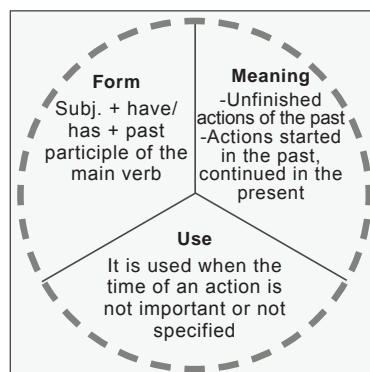 Form
Subj. + have/
has + past
participle of the
main verb
Meaning
-Unfinished
actions of the past
-Actions started
in the past,
continued in the
present
Use
It is used when the
time of an action is
not important or not
specified